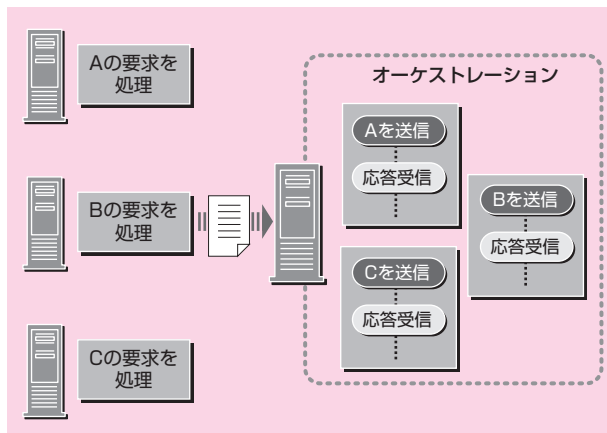 Aの要求を
処理
Bの要求を
処理
Cの要求を
処理
オーケストレーション
Aを送信
応答受信
Bを送信
応答受信
Cを送信
応答受信